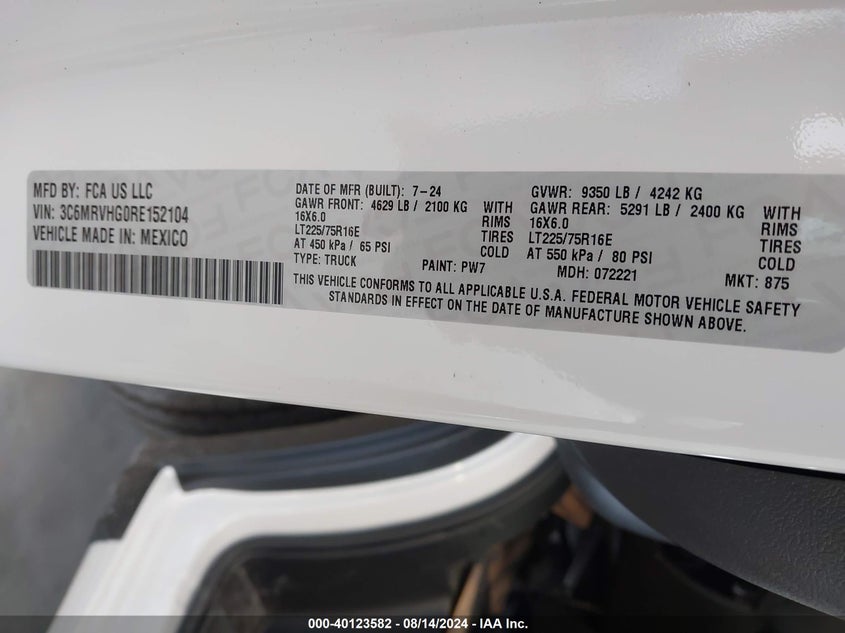 MFD BY: FCA US LLC
VIN: 3C6MRVHG0RE152104
VEHICLE MADE IN: MEXICO
DATE OF MFR (BUILT): 7-24
GAWR FRONT: 4629 LB / 2100 KG WITH
16X6.0 RIMS
LT225/75R16E TIRES
AT 450 kPa / 65 PSI COLD
TYPE: TRUCK PAINT: PW7
GVWR: 9350 LB / 4242 KG
GAWR REAR: 5291 LB / 2400 KG WITH
16X6.0 RIMS
LT225/75R16E TIRES
AT 550 kPa / 80 PSI COLD
MDH: 072221 MKT: 875
THIS VEHICLE CONFORMS TO ALL APPLICABLE U.S.A. FEDERAL MOTOR VEHICLE SAFETY
STANDARDS IN EFFECT ON THE DATE OF MANUFACTURE SHOWN ABOVE.
000-40123582 - 08/14/2024 - IAA Inc.